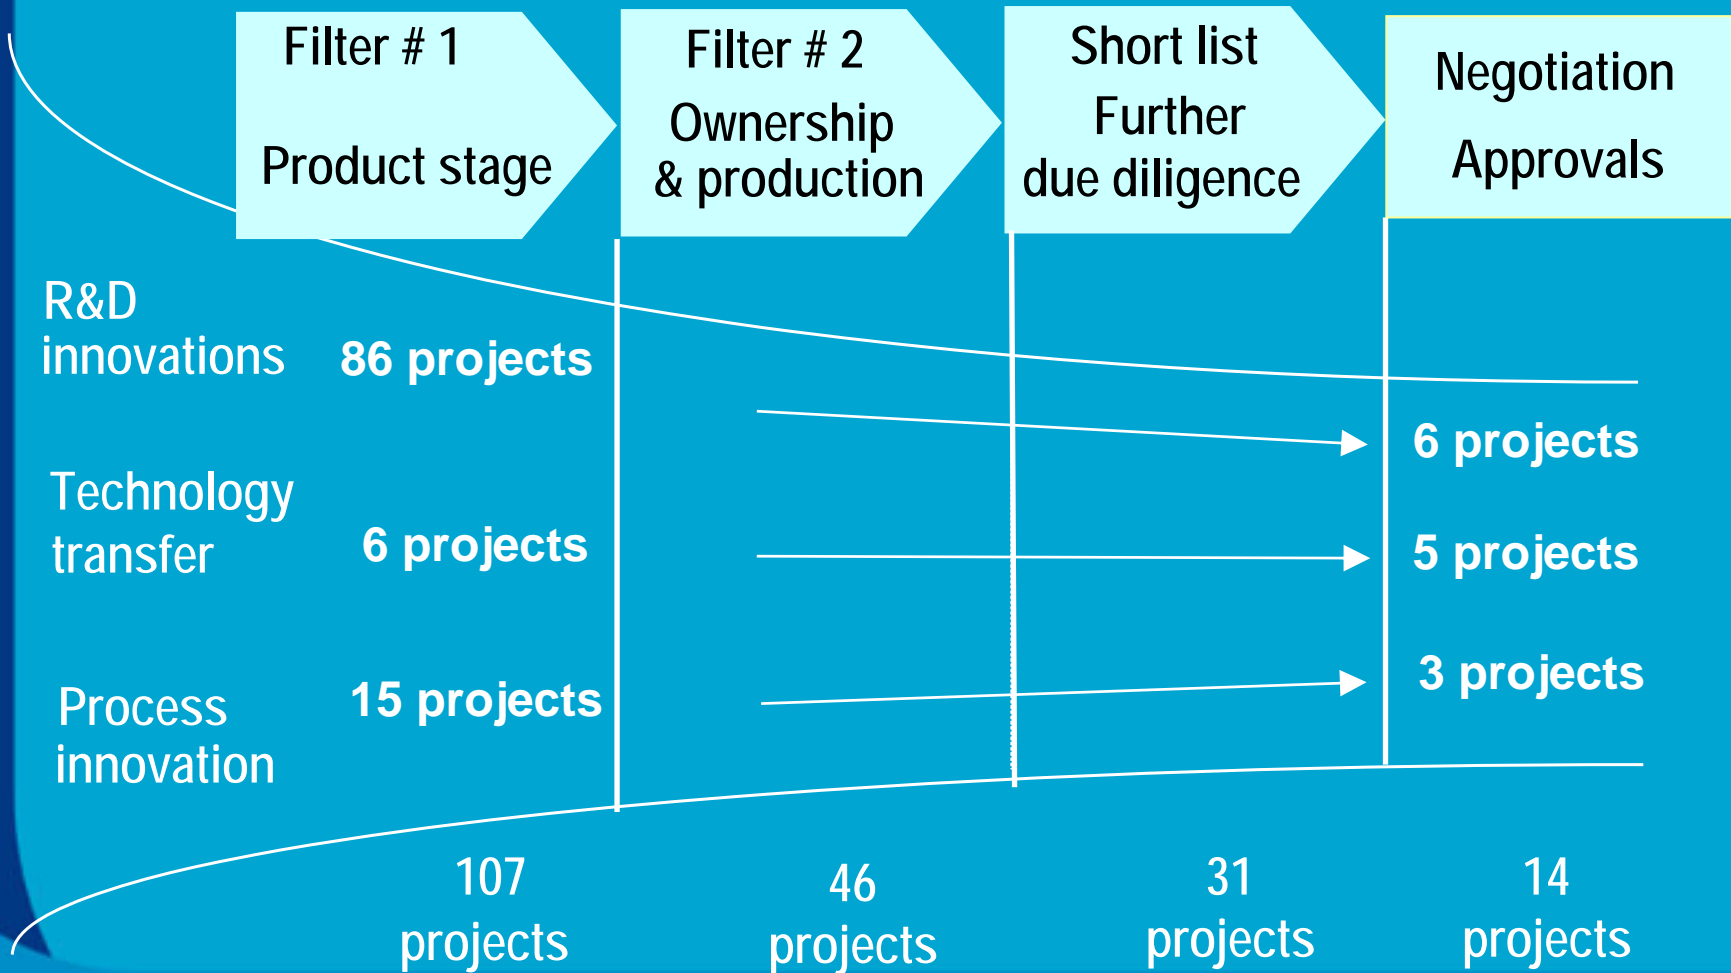 Filter # 1
Product stage
Filter # 2
Ownership
& production
Short list
Further
due diligence
Negotiation
Approvals
R&D
innovations
86 projects
6 projects
Technology
transfer
6 projects
5 projects
Process
innovation
15 projects
3 projects
107
projects
46
projects
31
projects
14
projects